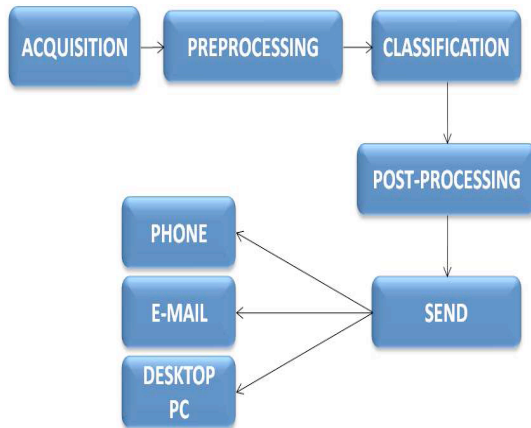 ACQUISITION
PREPROCESSING
CLASSIFICATION
POST-PROCESSING
SEND
PHONE
E-MAIL
DESKTOP
PC